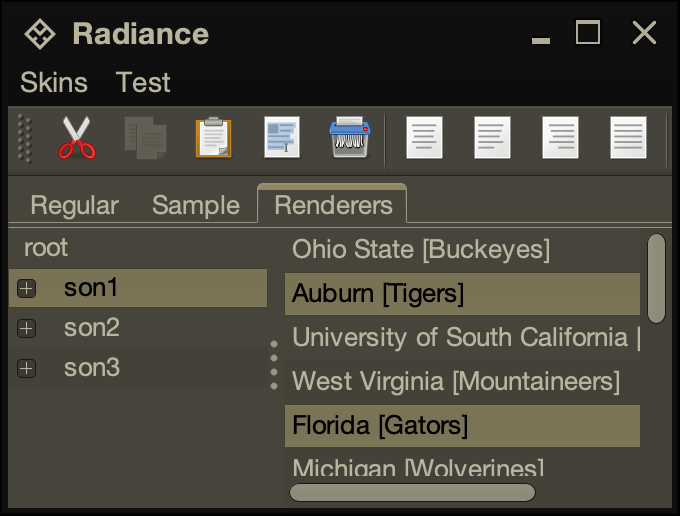 Radiance
Skins Test
Regular Sample Renderers
root
son1
son2
son3
Ohio State [Buckeyes]
Auburn [Tigers]
University of South California [
West Virginia [Mountaineers]
Florida [Gators]
Michigan [Wolverines]